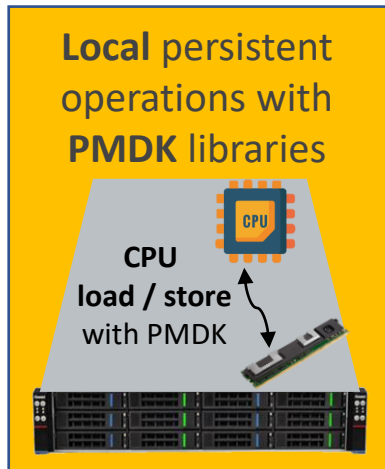 Local persistent
operations with
PMDK libraries
CPU
CPU
load / store
with PMDK